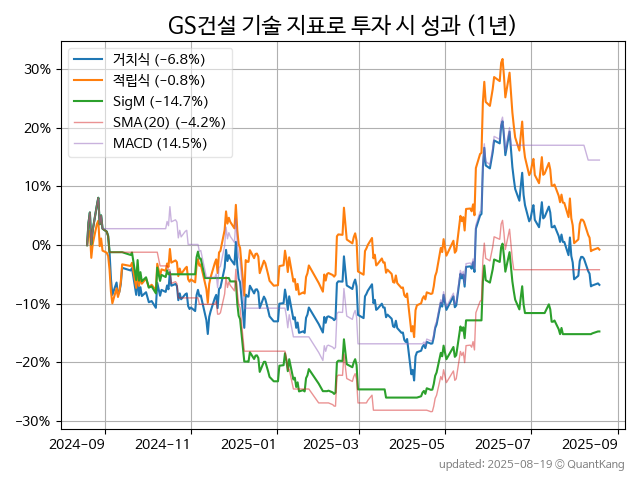 GS건설 기술 지표로 투자 시 성과 (1년)
거치식 (−6.8%)
적립식 (−0.8%)
SigM (−14.7%)
SMA(20) (−4.2%)
MACD (14.5%)
30%
20%
10%
0%
−10%
−20%
−30%
2024-09 2024-11 2025-01 2025-03 2025-05 2025-07 2025-09
updated: 2025-08-19 ⓒ QuantKang